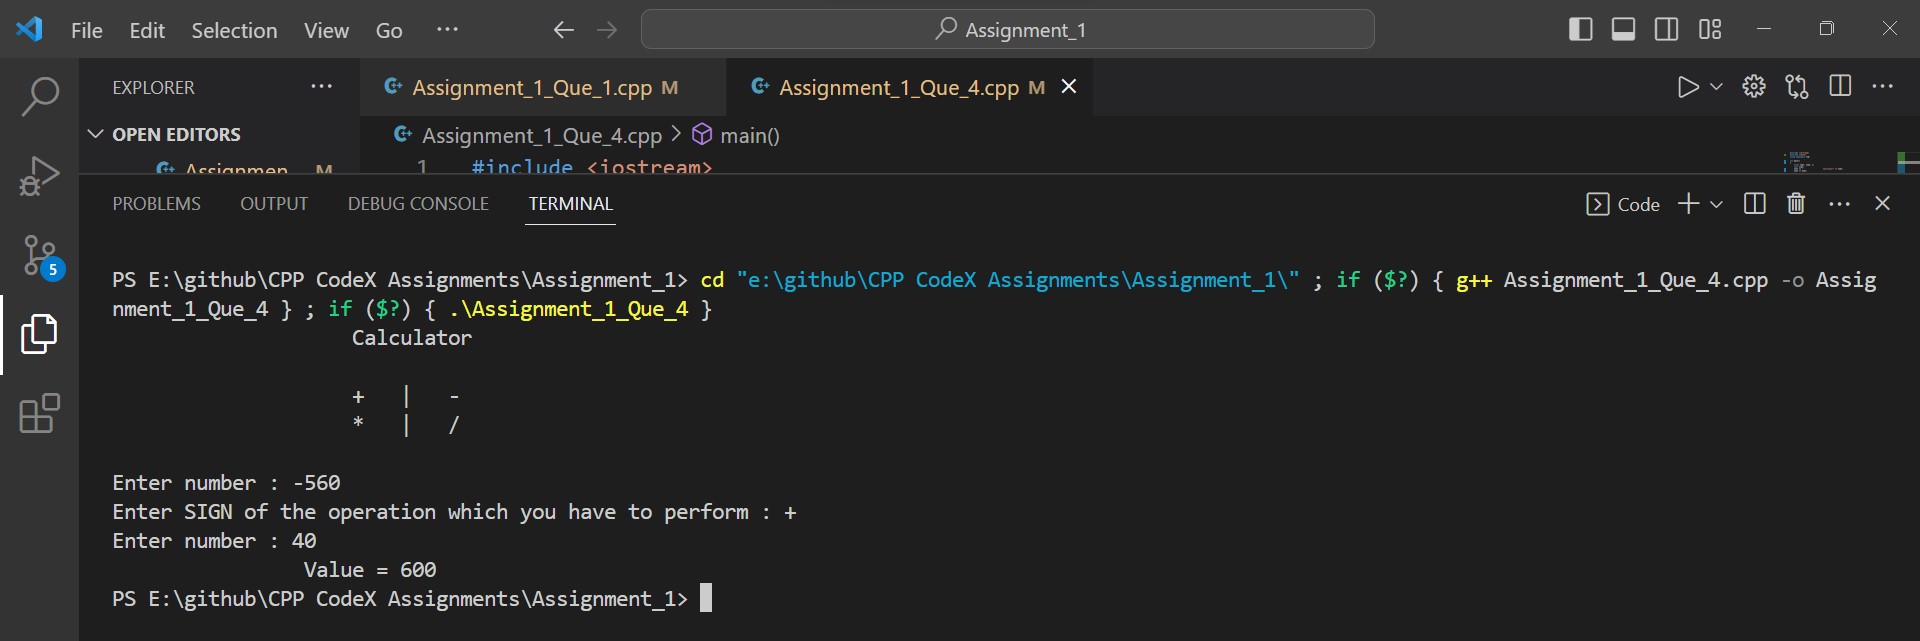 File Edit Selection View Go ··· Assignment_1
EXPLORER ··· Assignment_1_Que_1.cpp M Assignment_1_Que_4.cpp M
OPEN EDITORS Assignment_1_Que_4.cpp > main()
Assignmen M 1 #include <iostream>
PROBLEMS OUTPUT DEBUG CONSOLE TERMINAL Code
5
PS E:\github\CPP CodeX Assignments\Assignment_1> cd "e:\github\CPP CodeX Assignments\Assignment_1\" ; if ($?) { g++ Assignment_1_Que_4.cpp -o Assig
nment_1_Que_4 } ; if ($?) { .\Assignment_1_Que_4 }
Calculator
+ | -
* | /
Enter number : -560
Enter SIGN of the operation which you have to perform : +
Enter number : 40
Value = 600
PS E:\github\CPP CodeX Assignments\Assignment_1>